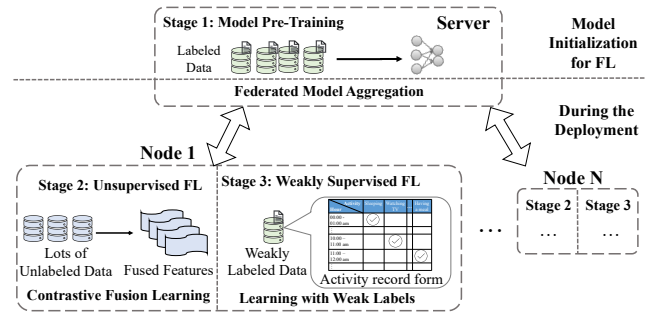 Stage 1: Model Pre-Training
Server
Labeled
Data
Federated Model Aggregation
Model
Initialization
for FL
During the
Deployment
Node 1
Stage 2: Unsupervised FL
Lots of
Unlabeled Data
Fused Features
Contrastive Fusion Learning
Stage 3: Weakly Supervised FL
Weakly
Labeled Data
Activity
Sleeping
Watching
TV
...
00:00 -
01:00 am
10:00 -
11:00 am
11:00 -
12:00 am
Activity record form
Learning with Weak Labels
...
Node N
Stage 2
Stage 3
...
...